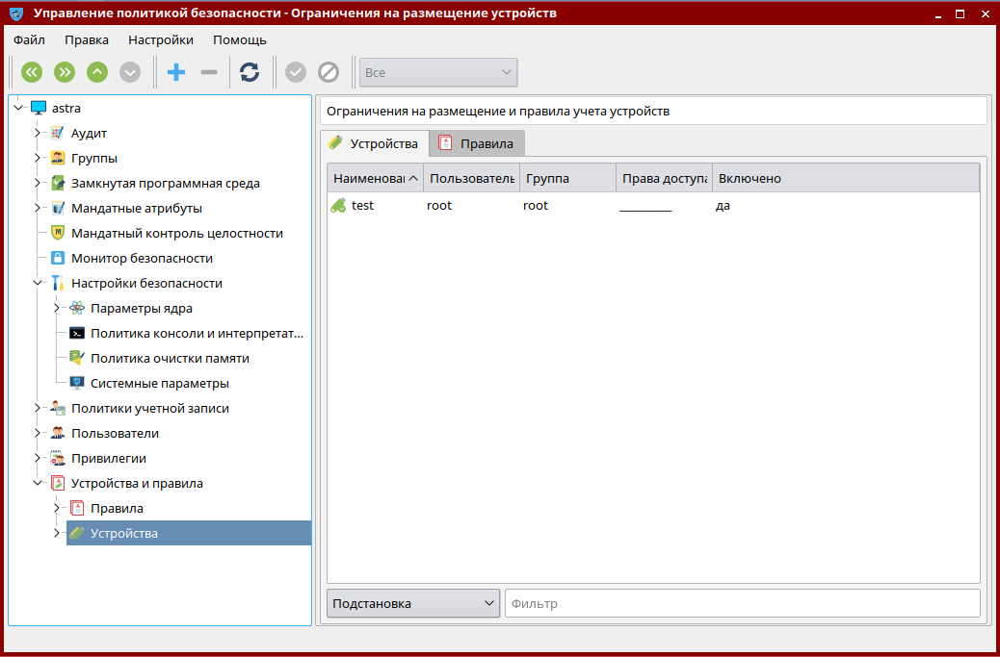 Управление политикой безопасности - Ограничения на размещение устройств
Файл Правка Настройки Помощь
Все
astra
Аудит
Группы
Замкнутая программная среда
Мандатные атрибуты
Мандатный контроль целостности
Монитор безопасности
Настройки безопасности
Параметры ядра
Политика консоли и интерпретат...
Политика очистки памяти
Системные параметры
Политики учетной записи
Пользователи
Привилегии
Устройства и правила
Правила
Устройства
Ограничения на размещение и правила учета устройств
Устройства Правила
Наименован Пользователь Группа Права доступа Включено
test root root _________ да
Подстановка Фильтр